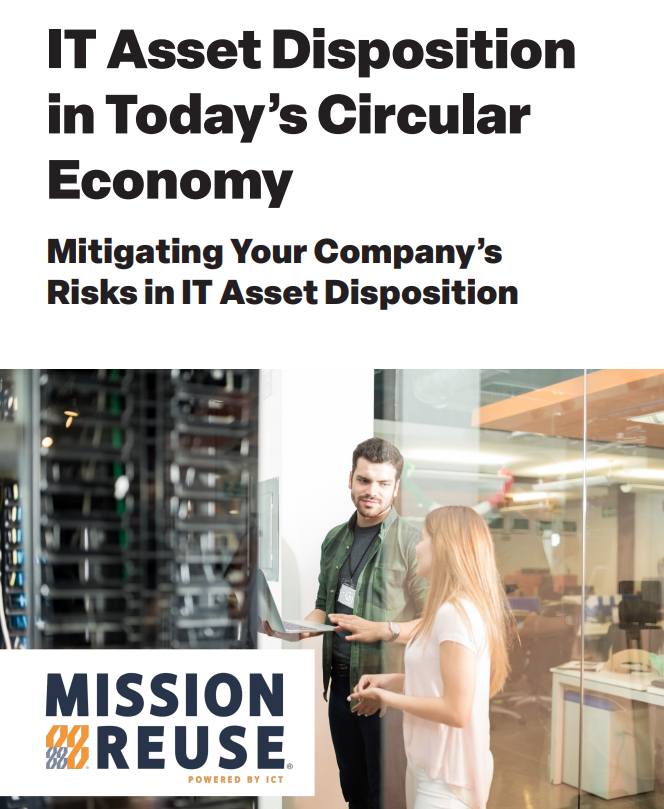 IT Asset Disposition
in Today’s Circular
Economy
Mitigating Your Company’s
Risks in IT Asset Disposition
MISSION
REUSE®
POWERED BY ICT